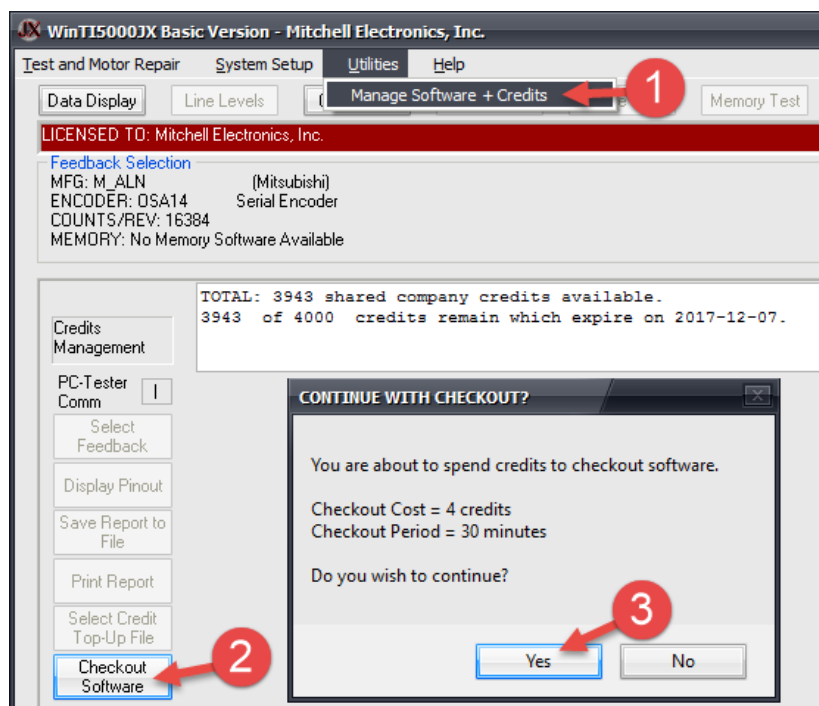 JX WinTI5000JX Basic Version - Mitchell Electronics, Inc.
Test and Motor Repair System Setup Utilities Help
Manage Software + Credits 1
Data Display Line Levels Memory Test
LICENSED TO: Mitchell Electronics, Inc.
Feedback Selection
MFG: M_ALN (Mitsubishi)
ENCODER: OSA14 Serial Encoder
COUNTS/REV: 16384
MEMORY: No Memory Software Available
TOTAL: 3943 shared company credits available.
3943 of 4000 credits remain which expire on 2017-12-07.
Credits
Management
PC-Tester
Comm
Select
Feedback
Display Pinout
Save Report to
File
Print Report
Select Credit
Top-Up File
Checkout
Software
2
CONTINUE WITH CHECKOUT?
You are about to spend credits to checkout software.
Checkout Cost = 4 credits
Checkout Period = 30 minutes
Do you wish to continue?
3
Yes No